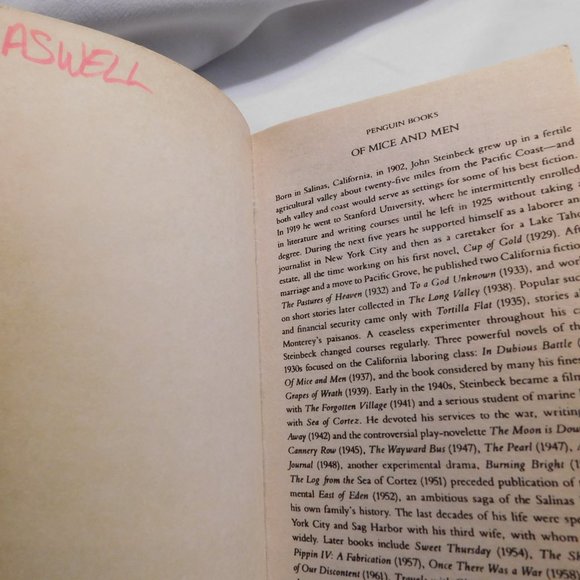 ASWELL
PENGUIN BOOKS
OF MICE AND MEN
Born in Salinas, California, in 1902, John Steinbeck grew up in a fertile
agricultural valley about twenty-five miles from the Pacific Coast—and
both valley and coast would serve as settings for some of his best fiction.
In 1919 he went to Stanford University, where he intermittently enrolled
in literature and writing courses until he left in 1925 without taking a
degree. During the next five years he supported himself as a laborer an
journalist in New York City and then as a caretaker for a Lake Tah
estate, all the time working on his first novel, Cup of Gold (1929). Aft
marriage and a move to Pacific Grove, he published two California fiction
The Pastures of Heaven (1932) and To a God Unknown (1933), and work
on short stories later collected in The Long Valley (1938). Popular suc
and financial security came only with Tortilla Flat (1935), stories a
Monterey's paisanos. A ceaseless experimenter throughout his c
Steinbeck changed courses regularly. Three powerful novels of the
1930s focused on the California laboring class: In Dubious Battle (
Of Mice and Men (1937), and the book considered by many his fines
Grapes of Wrath (1939). Early in the 1940s, Steinbeck became a film
with The Forgotten Village (1941) and a serious student of marine
with Sea of Cortez. He devoted his services to the war, writing
Away (1942) and the controversial play-novelette The Moon is Dow
Cannery Row (1945), The Wayward Bus (1947), The Pearl (1947), A
Journal (1948), another experimental drama, Burning Bright (1
The Log from the Sea of Cortez (1951) preceded publication of
mental East of Eden (1952), an ambitious saga of the Salinas
his own family's history. The last decades of his life were spe
York City and Sag Harbor with his third wife, with whom
widely. Later books include Sweet Thursday (1954), The Sh
Pippin IV: A Fabrication (1957), Once There Was a War (1958)
of Our Discontent (1961), Travels with